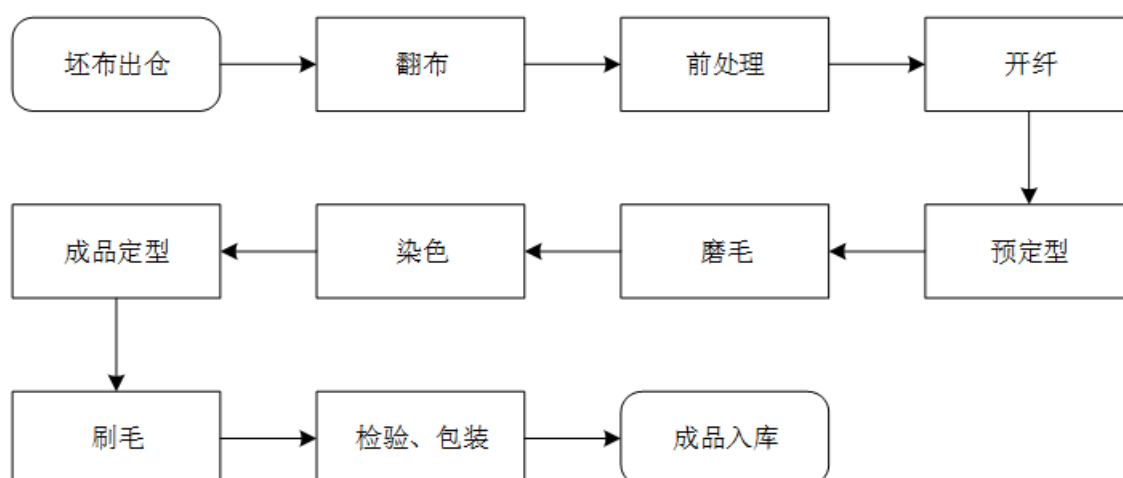 坯布出仓
翻布
前处理
开纤
预定型
磨毛
染色
成品定型
刷毛
检验、包装
成品入库